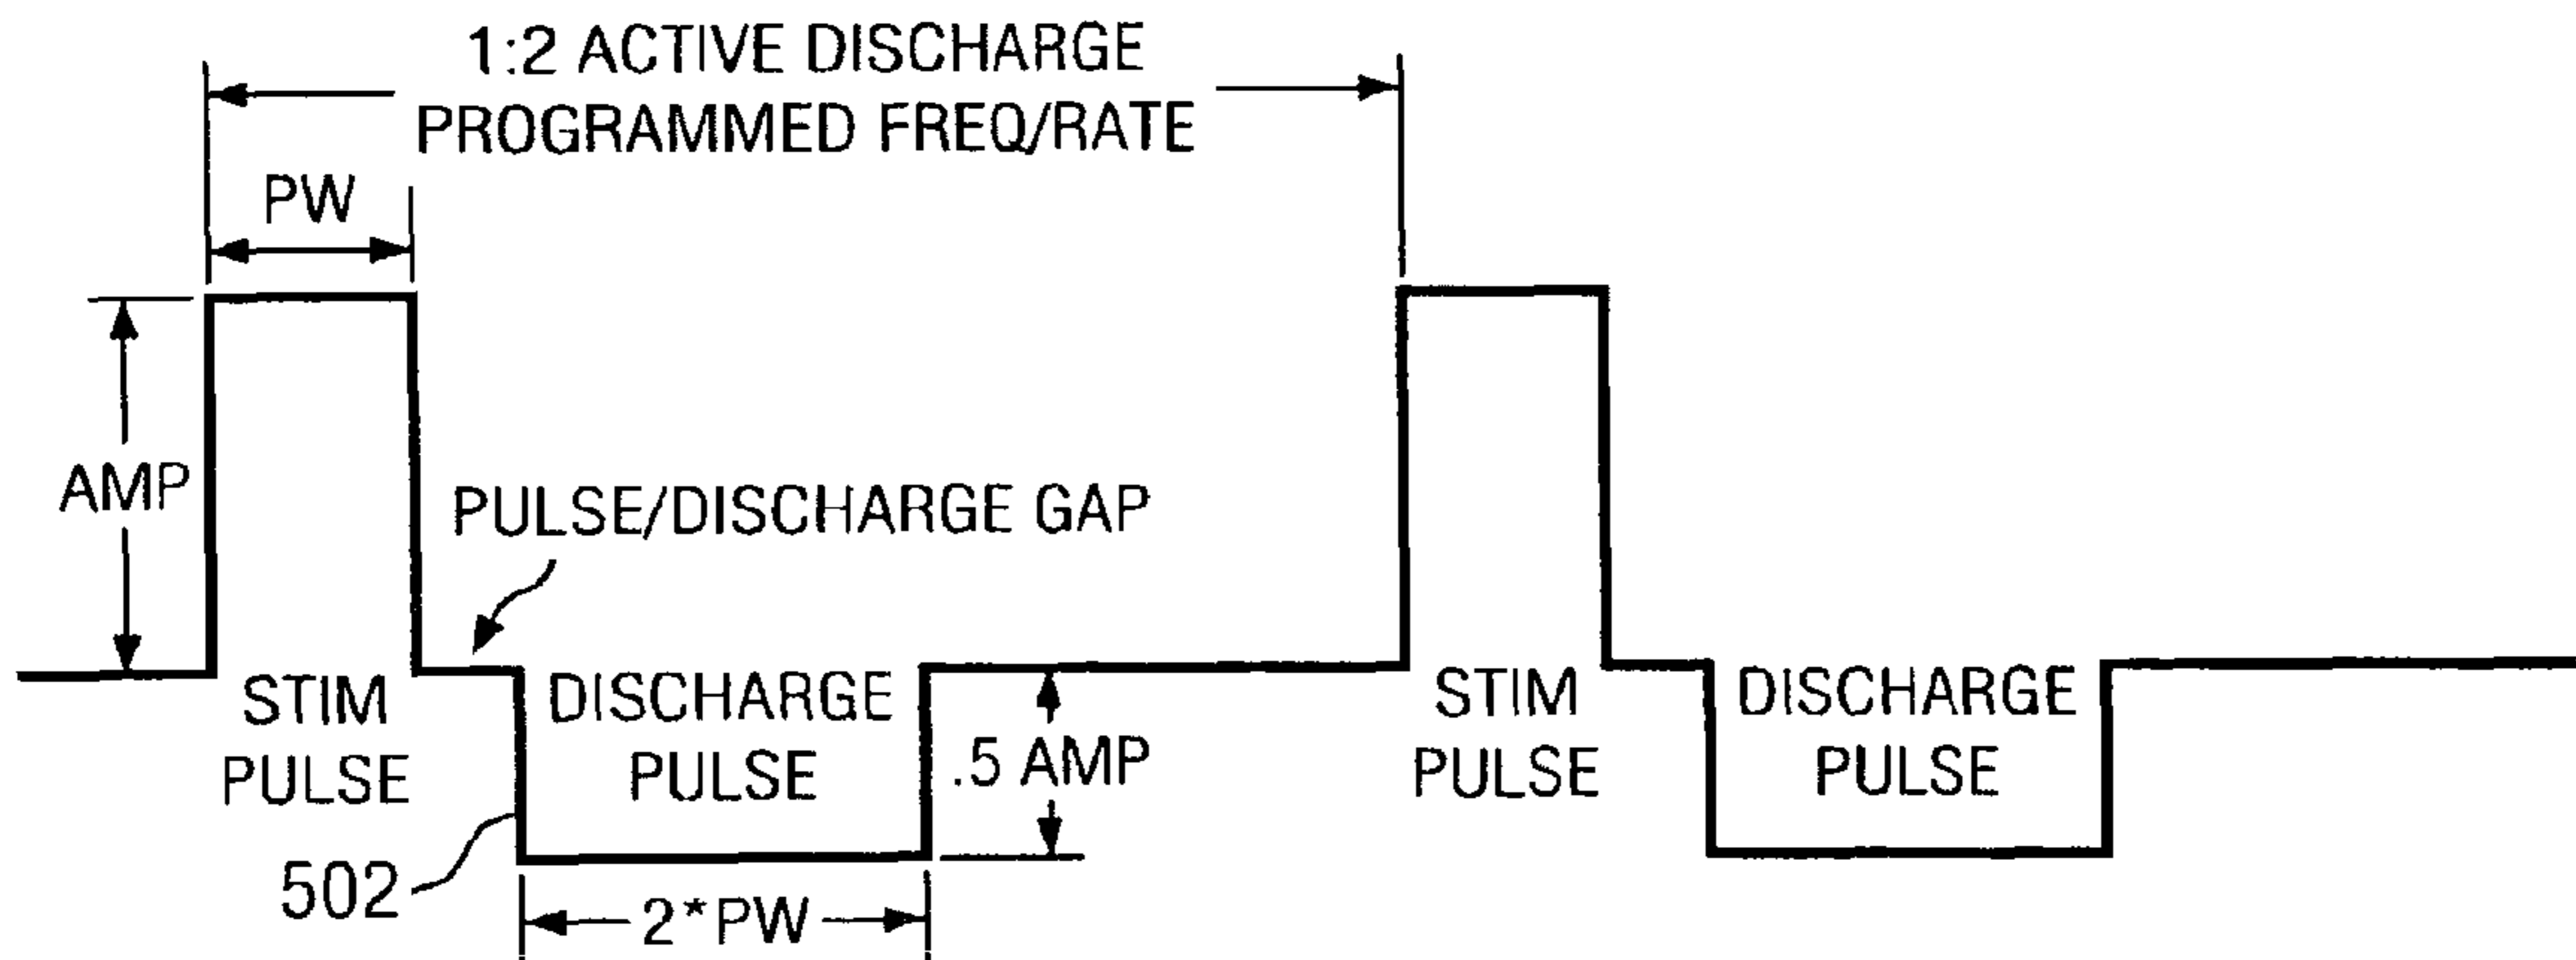 1:2 ACTIVE DISCHARGE
PROGRAMMED FREQ/RATE
PW
AMP
PULSE/DISCHARGE GAP
STIM
PULSE
DISCHARGE
PULSE
.5 AMP
STIM
PULSE
DISCHARGE
PULSE
502
2*PW